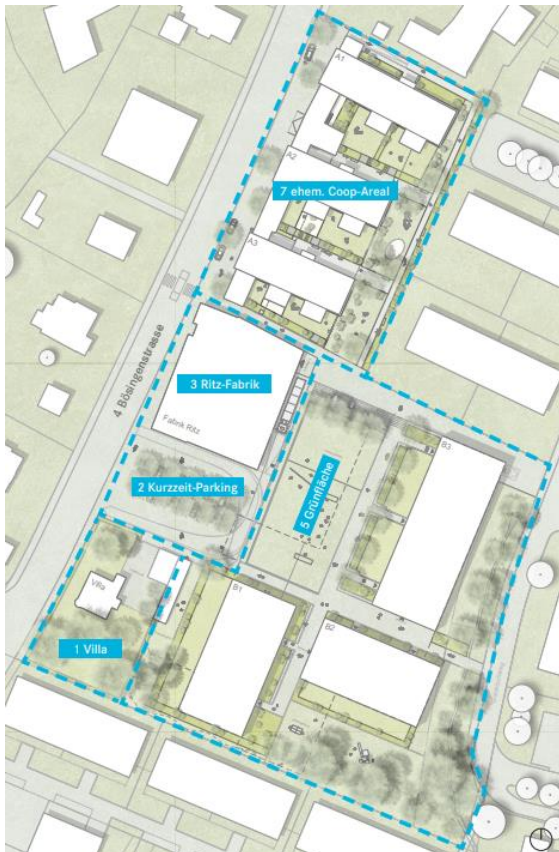 A1
A2
7 ehem. Coop-Areal
A3
4 Bösingenstrasse
3 Ritz-Fabrik
Fabrik Ritz
B3
2 Kurzzeit-Parking
5 Grünfläche
Villa
B1
B2
1 Villa